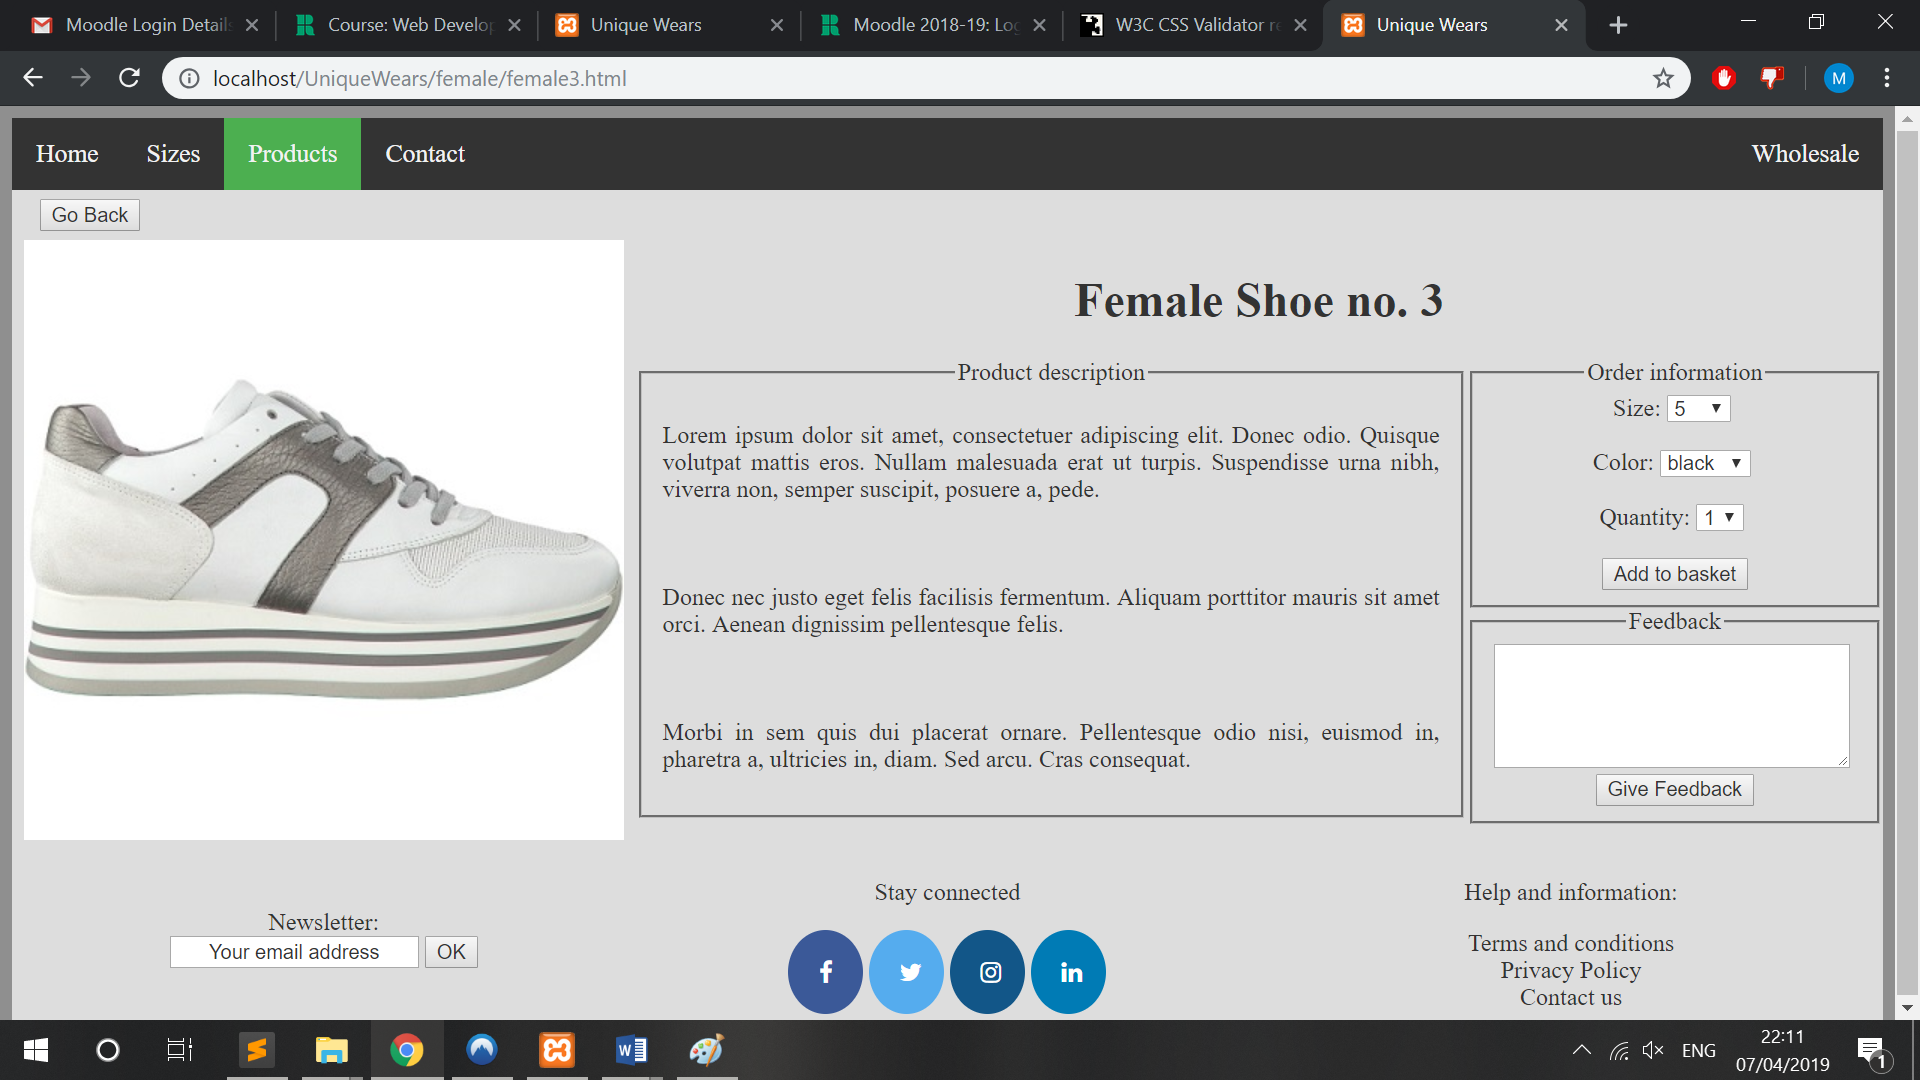 Moodle Login Details
Course: Web Develop
Unique Wears
Moodle 2018-19: Log
W3C CSS Validator re
Unique Wears
localhost/UniqueWears/female/female3.html
M
Home
Sizes
Products
Contact
Wholesale
Go Back
Female Shoe no. 3
Product description
Lorem ipsum dolor sit amet, consectetuer adipiscing elit. Donec odio. Quisque
volutpat mattis eros. Nullam malesuada erat ut turpis. Suspendisse urna nibh,
viverra non, semper suscipit, posuere a, pede.
Donec nec justo eget felis facilisis fermentum. Aliquam porttitor mauris sit amet
orci. Aenean dignissim pellentesque felis.
Morbi in sem quis dui placerat ornare. Pellentesque odio nisi, euismod in,
pharetra a, ultricies in, diam. Sed arcu. Cras consequat.
Order information
Size: 5
Color: black
Quantity: 1
Add to basket
Feedback
Give Feedback
Newsletter:
Your email address OK
Stay connected
Help and information:
Terms and conditions
Privacy Policy
Contact us
ENG
22:11
07/04/2019
1